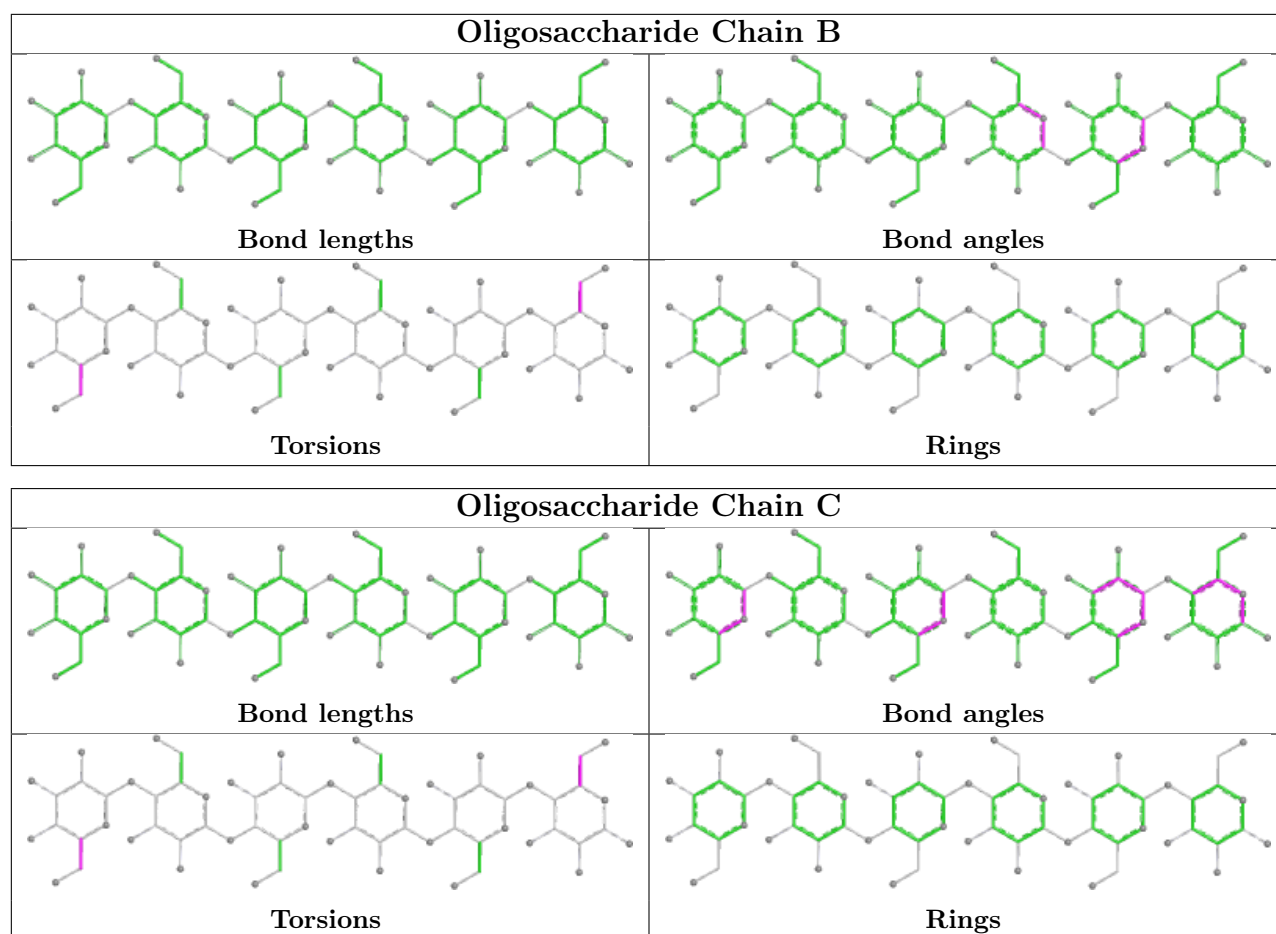 Oligosaccharide Chain B
Bond lengths
Bond angles
Torsions
Rings
Oligosaccharide Chain C
Bond lengths
Bond angles
Torsions
Rings